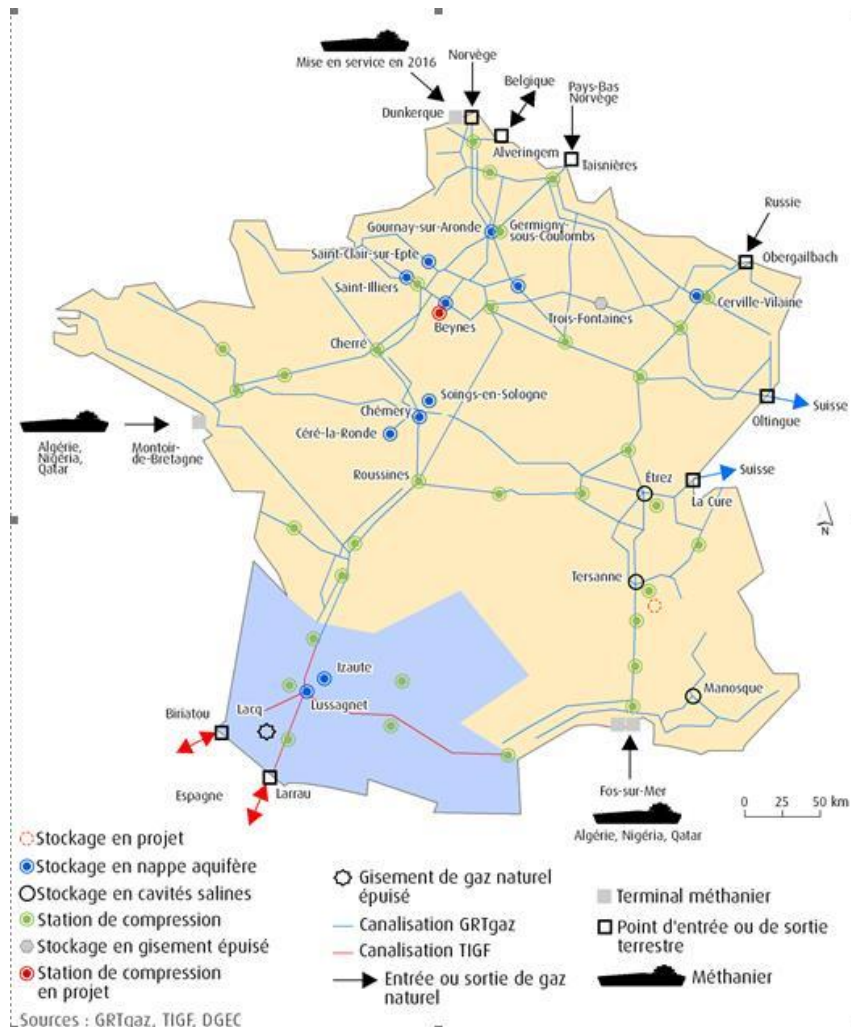 Mise en service en 2016
Norvège
Belgique
Pays-Bas
Norvège
Dunkerque
Alveringem
Taisnières
Russie
Gournay-sur-Aronde
Germigny-
sous-Coulombs
Obergailbach
Saint-Clair-sur-Epte
Saint-Illiers
Cerville-Vilaine
Trois-Fontaines
Beynes
Cherré
Soings-en-Sologne
Chémery
Suisse
Oltingue
Céré-la-Ronde
Algérie,
Nigéria,
Qatar
Montoir-
de-Bretagne
Roussines
Étrez
Suisse
La Cure
N
Tersanne
Izaute
Manosque
Lacq
Lussagnet
Biriatou
Espagne
Larrau
Fos-sur-Mer
0 25 50 km
Algérie, Nigéria, Qatar
Stockage en projet
Stockage en nappe aquifère
Stockage en cavités salines
Station de compression
Stockage en gisement épuisé
Station de compression
en projet
Gisement de gaz naturel
épuisé
Canalisation GRTgaz
Canalisation TIGF
Entrée ou sortie de gaz
naturel
Terminal méthanier
Point d'entrée ou de sortie
terrestre
Méthanier
Sources : GRTgaz, TIGF, DGEC